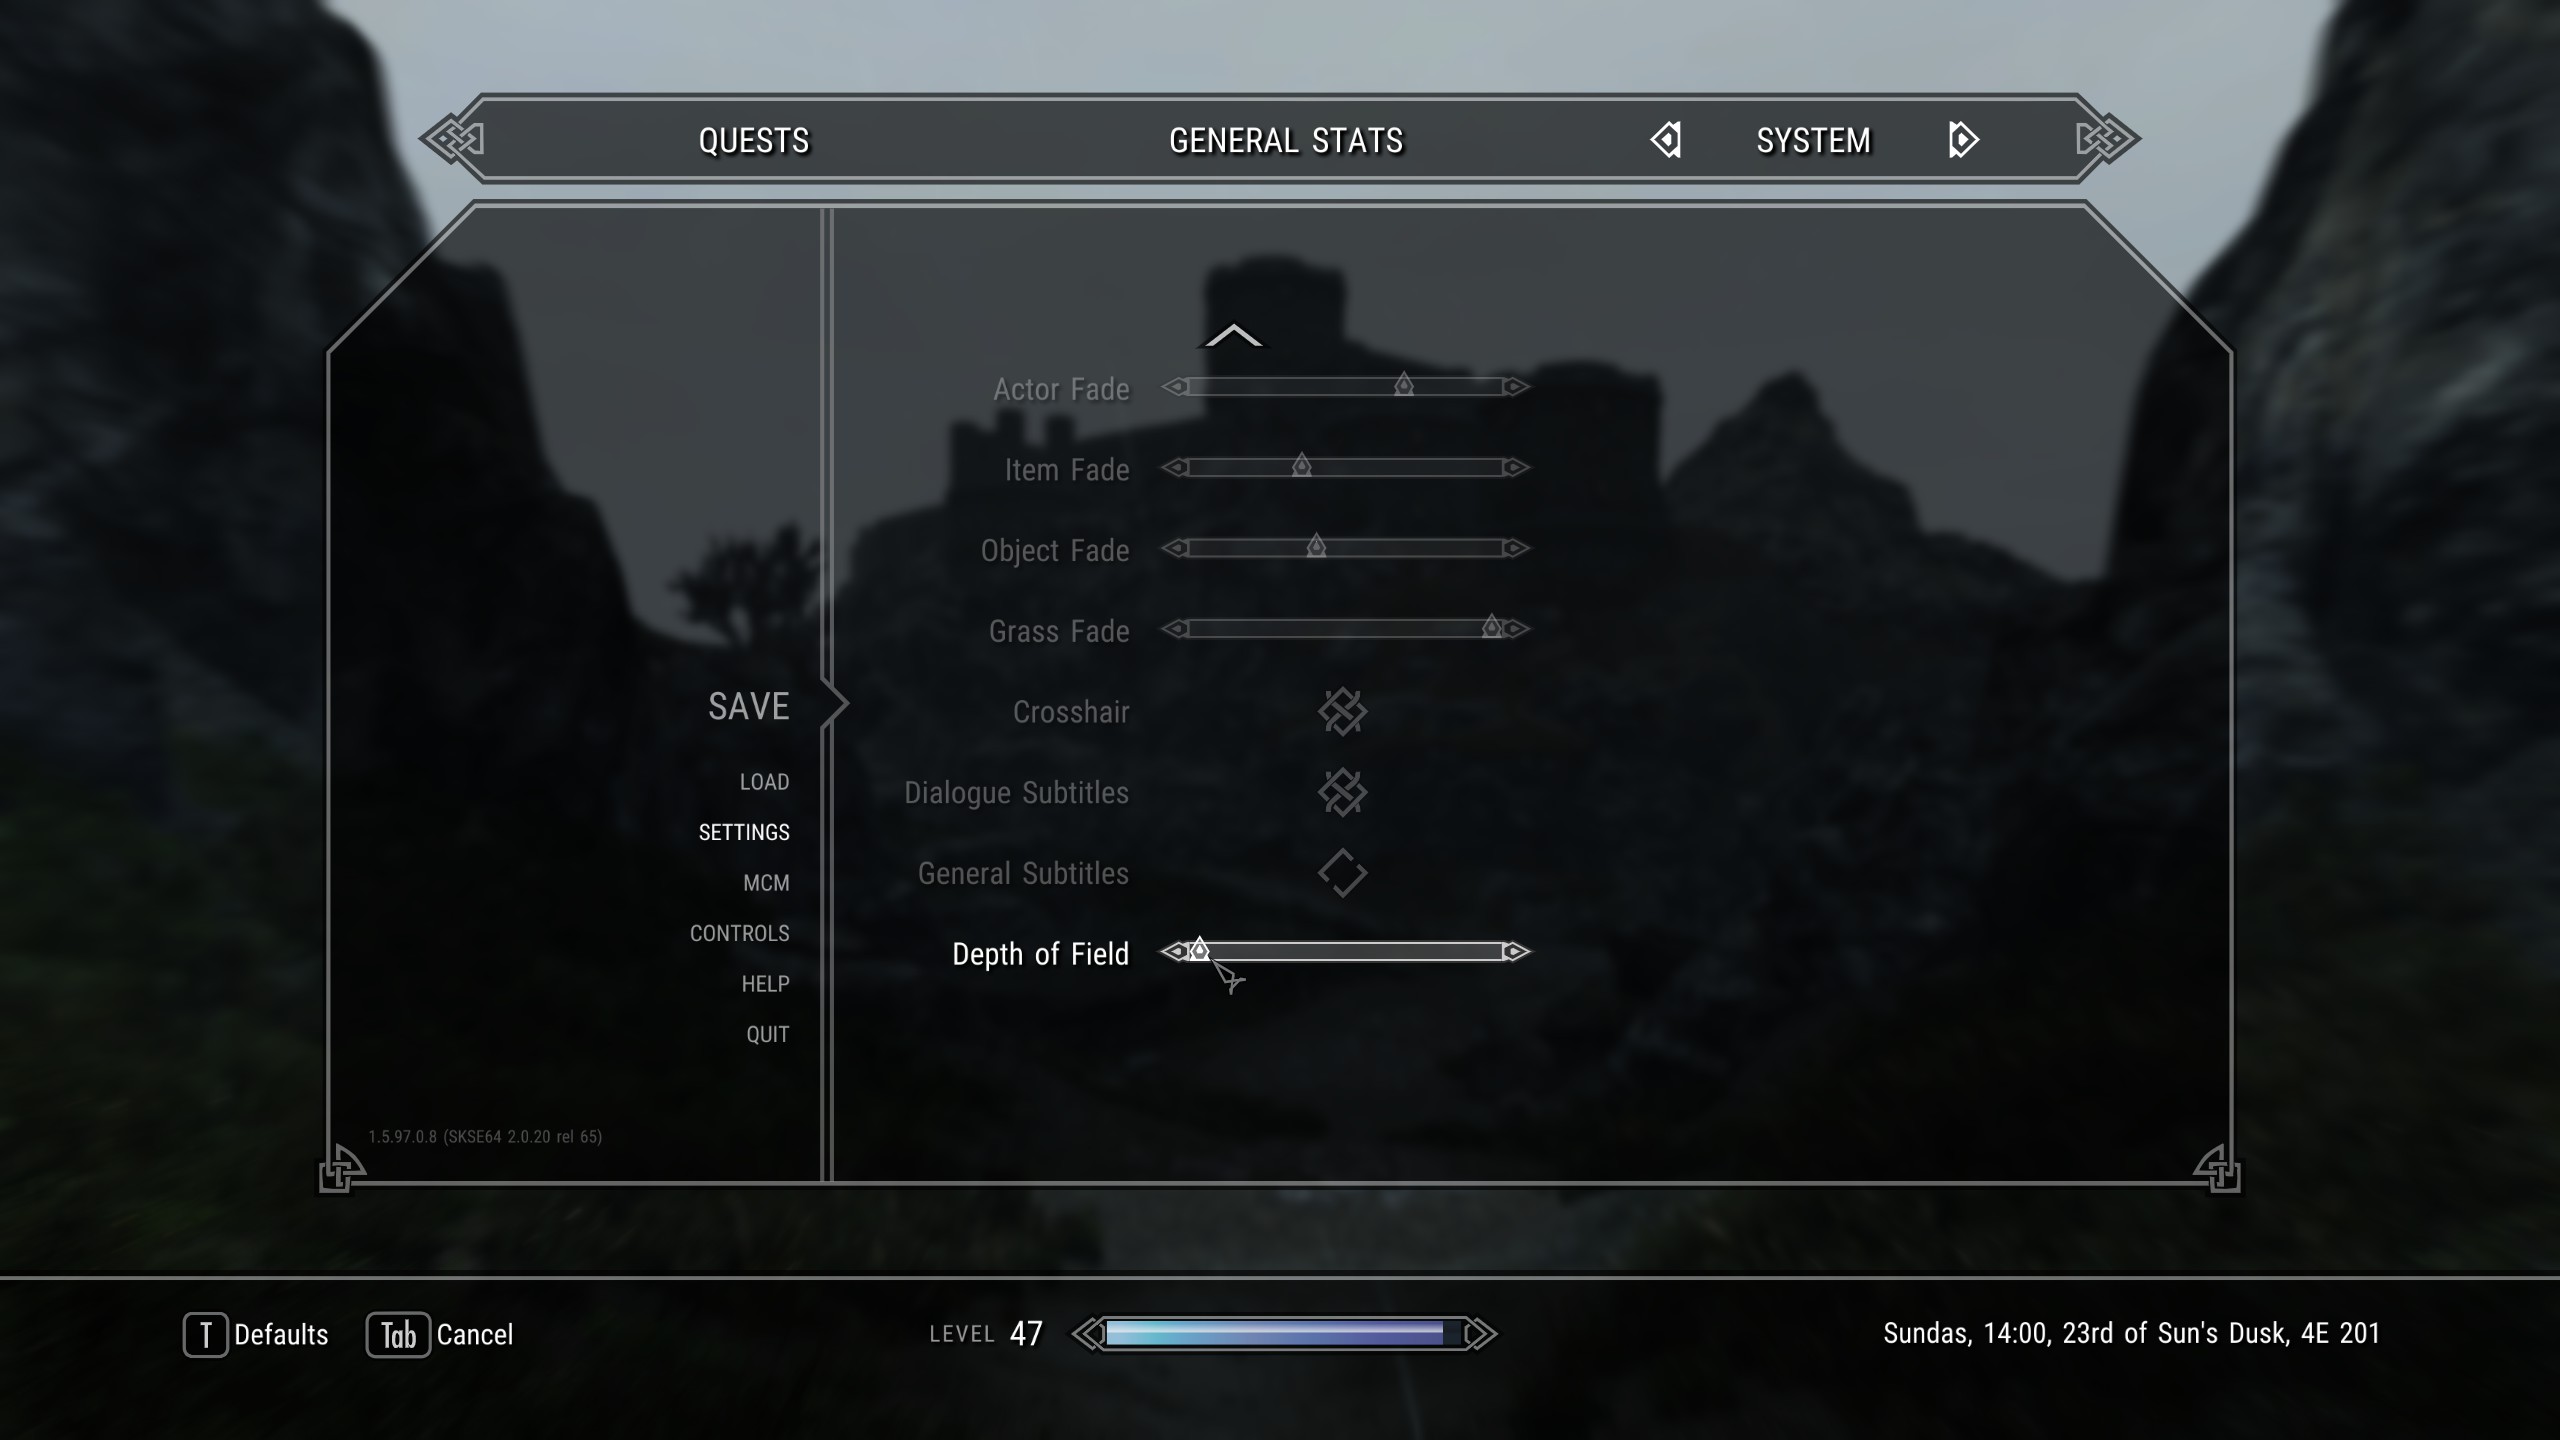 QUESTS GENERAL STATS SYSTEM
Actor Fade
Item Fade
Object Fade
Grass Fade
SAVE
Crosshair
LOAD
Dialogue Subtitles
SETTINGS
MCM
General Subtitles
CONTROLS
Depth of Field
HELP
QUIT
1.5.97.0.8 (SKSE64 2.0.20 rel 65)
T Defaults Tab Cancel LEVEL 47 Sundas, 14:00, 23rd of Sun's Dusk, 4E 201